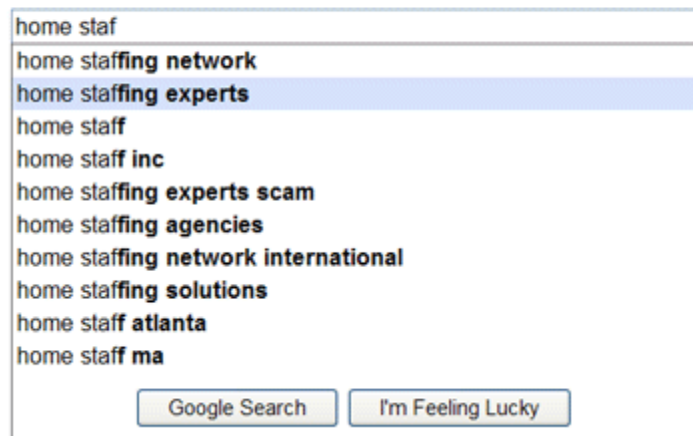 home staf
home staffing network
home staffing experts
home staff
home staff inc
home staffing experts scam
home staffing agencies
home staffing network international
home staffing solutions
home staff atlanta
home staff ma
Google Search I'm Feeling Lucky